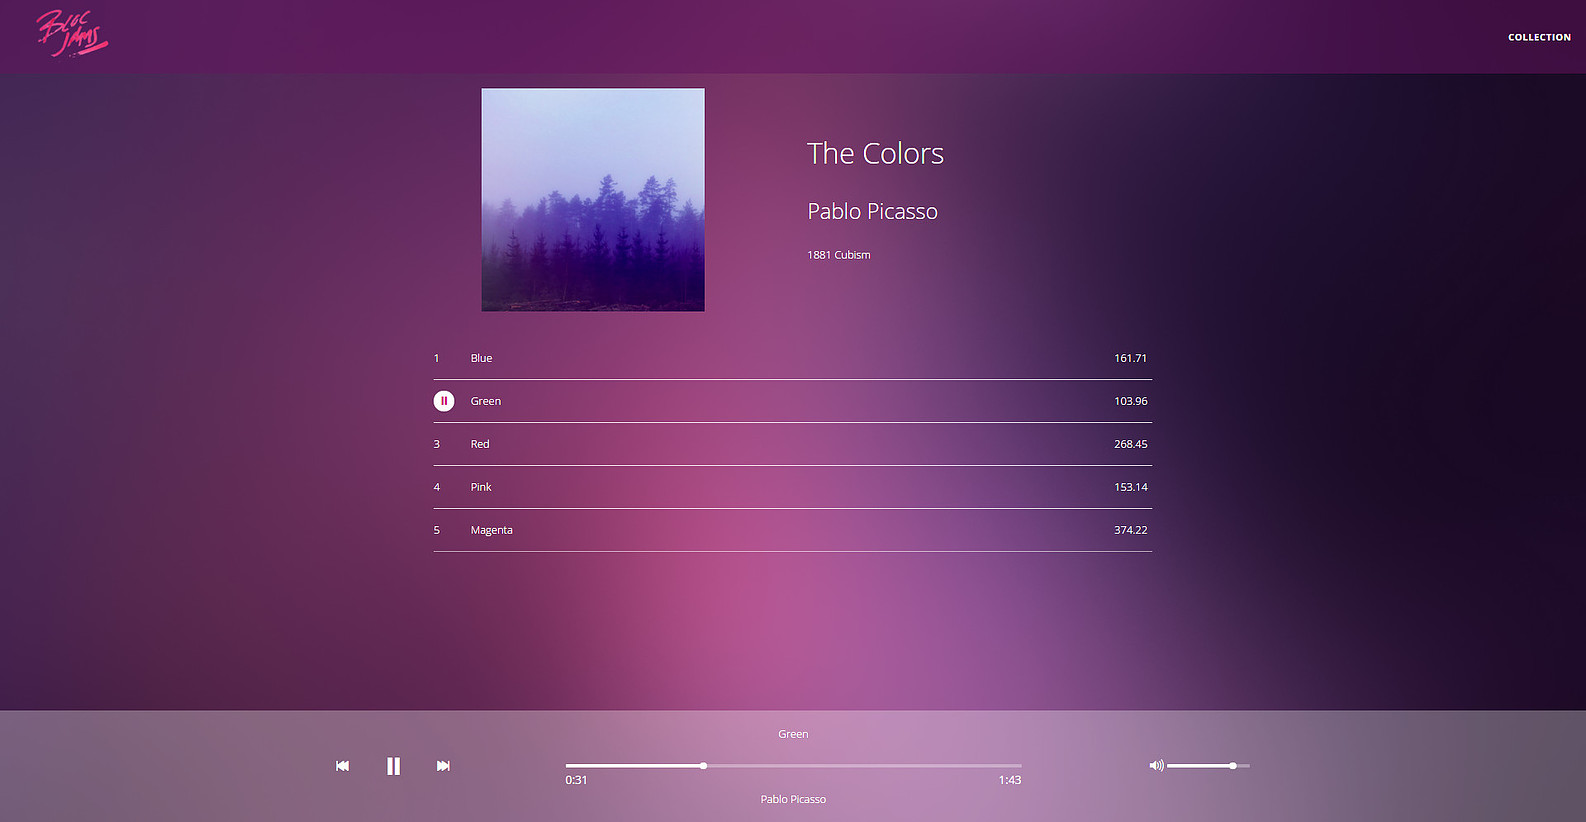 Bloc
Jams
COLLECTION
The Colors
Pablo Picasso
1881 Cubism
1 Blue 161.71
Green 103.96
3 Red 268.45
4 Pink 153.14
5 Magenta 374.22
Green
0:31 1:43
Pablo Picasso